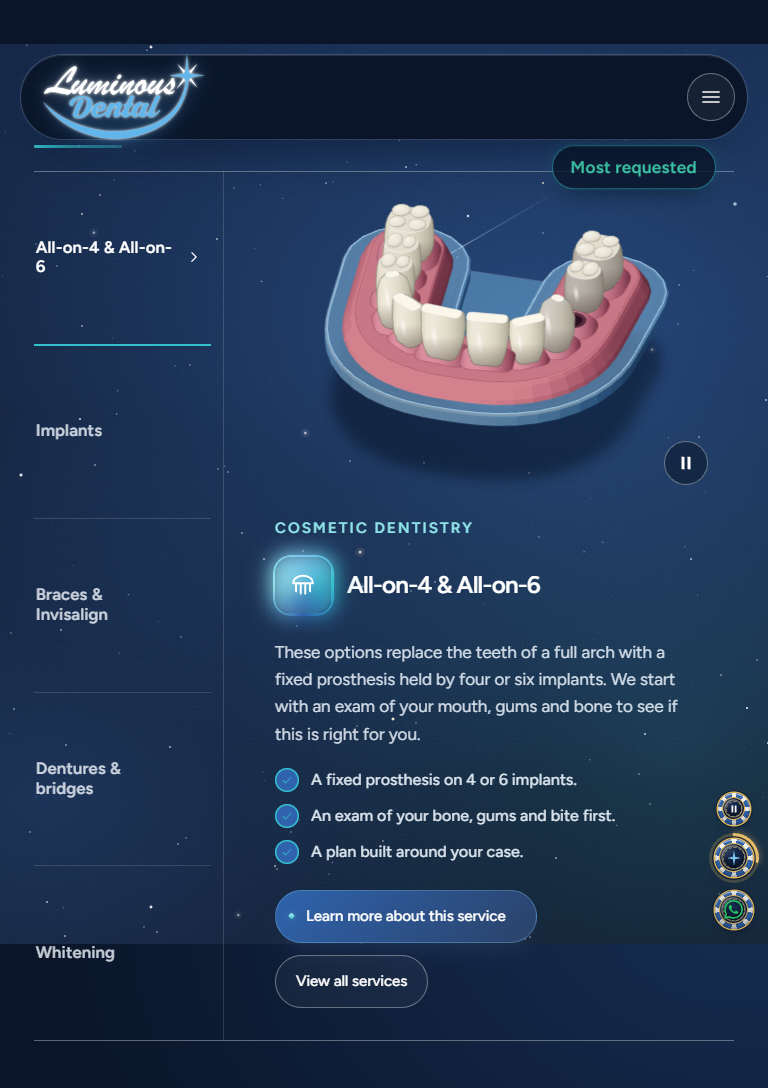 Luminous
Dental
Most requested
All-on-4 & All-on-
6
Implants
Braces &
Invisalign
Dentures &
bridges
Whitening
COSMETIC DENTISTRY
All-on-4 & All-on-6
These options replace the teeth of a full arch with a
fixed prosthesis held by four or six implants. We start
with an exam of your mouth, gums and bone to see if
this is right for you.
A fixed prosthesis on 4 or 6 implants.
An exam of your bone, gums and bite first.
A plan built around your case.
Learn more about this service
View all services